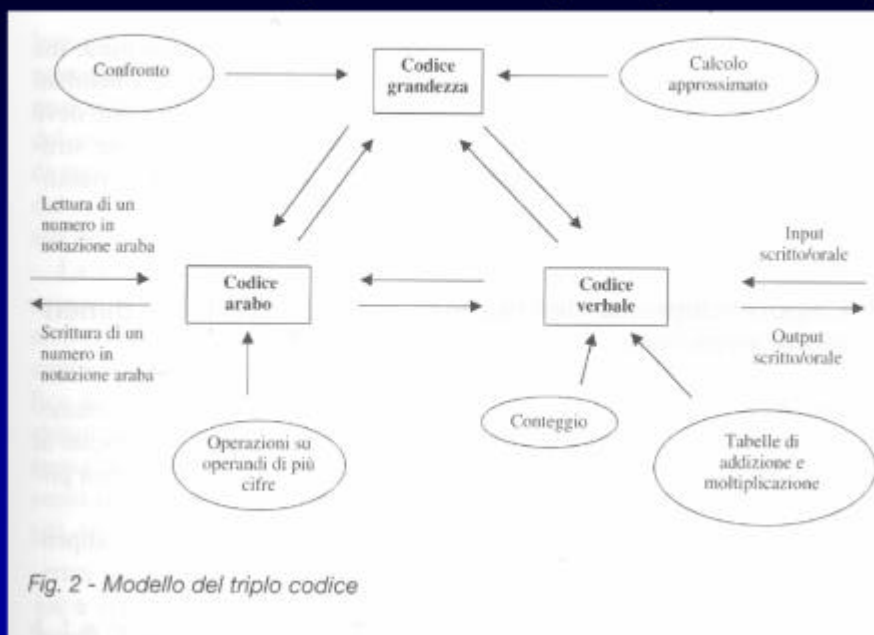 Confronto
Codice
grandezza
Calcolo
approssimato
Lettura di un
numero in
notazione araba
Scrittura di un
numero in
notazione araba
Codice
arabo
Codice
verbale
Input
scritto/orale
Output
scritto/orale
Operazioni su
operandi di più
cifre
Conteggio
Tabelle di
addizione e
moltiplicazione
Fig. 2 - Modello del triplo codice